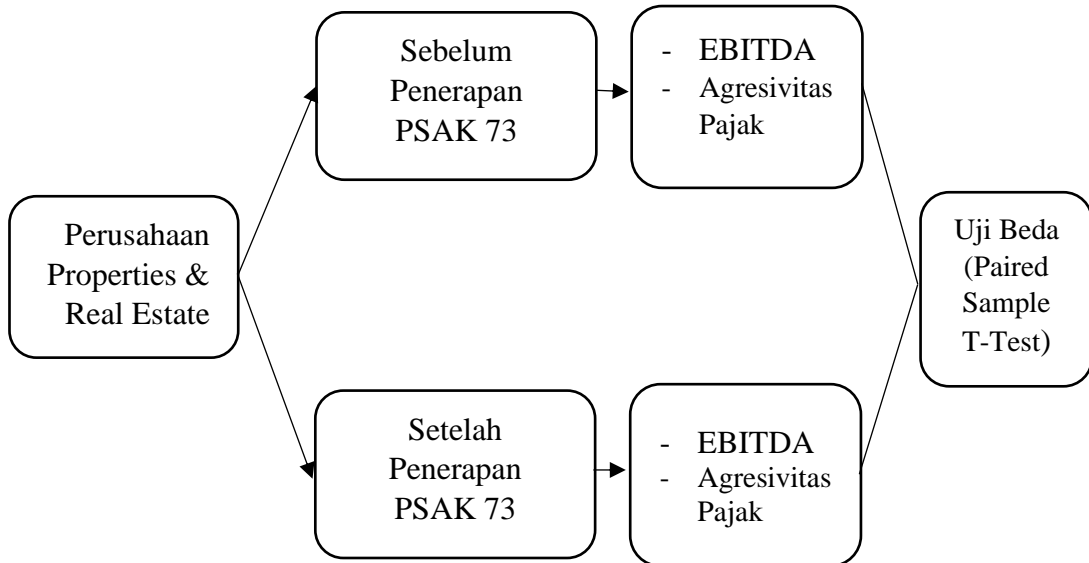 Perusahaan
Properties &
Real Estate
Sebelum
Penerapan
PSAK 73
- EBITDA
- Agresivitas
Pajak
Setelah
Penerapan
PSAK 73
- EBITDA
- Agresivitas
Pajak
Uji Beda
(Paired
Sample
T-Test)